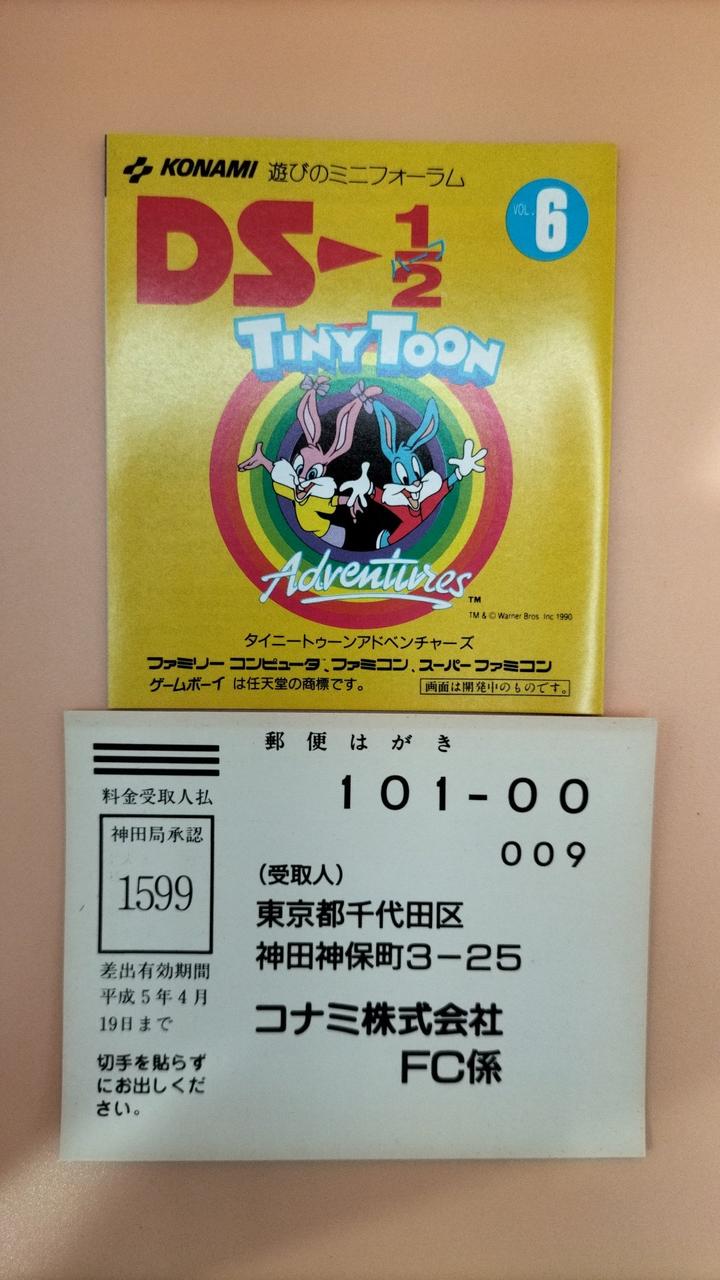 KONAMI 遊びのミニフォーラム
DS 1/2
VOL. 6
TINY TOON
Adventures TM
TM & © Warner Bros. Inc 1990
タイニートゥーンアドベンチャーズ
ファミリー コンピュータ、ファミコン、スーパー ファミコン
ゲームボーイ は任天堂の商標です。
画面は開発中のものです。
郵便はがき
101-00
009
料金受取人払
神田局承認
1599
差出有効期間
平成5年4月
19日まで
切手を貼らず
にお出しくだ
さい。
(受取人)
東京都千代田区
神田神保町3-25
コナミ株式会社
FC係